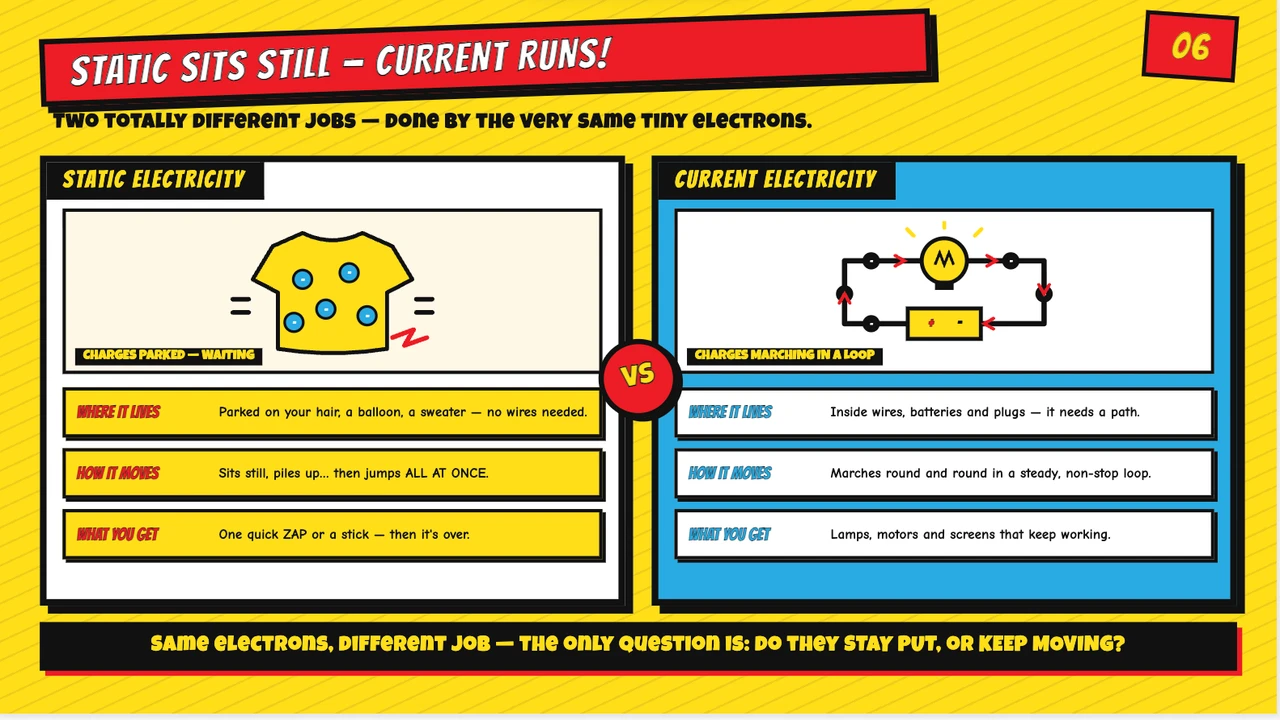 STATIC SITS STILL – CURRENT RUNS!
06
TWO TOTALLY DIFFERENT JOBS — DONE BY THE VERY SAME TINY ELECTRONS.
STATIC ELECTRICITY
CHARGES PARKED — WAITING
WHERE IT LIVES Parked on your hair, a balloon, a sweater — no wires needed.
HOW IT MOVES Sits still, piles up... then jumps ALL AT ONCE.
WHAT YOU GET One quick ZAP or a stick — then it's over.
VS
CURRENT ELECTRICITY
+ -
CHARGES MARCHING IN A LOOP
WHERE IT LIVES Inside wires, batteries and plugs — it needs a path.
HOW IT MOVES Marches round and round in a steady, non-stop loop.
WHAT YOU GET Lamps, motors and screens that keep working.
SAME ELECTRONS, DIFFERENT JOB — THE ONLY QUESTION IS: DO THEY STAY PUT, OR KEEP MOVING?